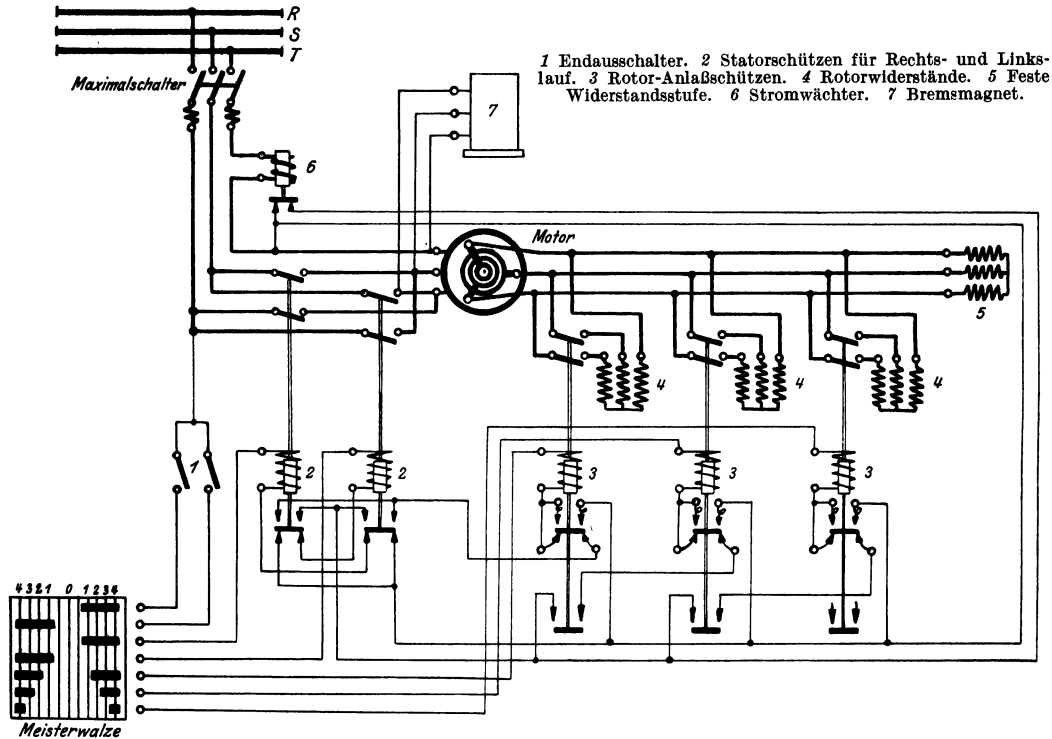 R
S
T
Maximalschalter
1 Endausschalter. 2 Statorschützen für Rechts- und Links-
lauf. 3 Rotor-Anlaßschützen. 4 Rotorwiderstände. 5 Feste
Widerstandsstufe. 6 Stromwächter. 7 Bremsmagnet.
7
6
Motor
5
4
4
4
1
2
2
3
3
3
4 3 2 1 0 1 2 3 4
Meisterwalze